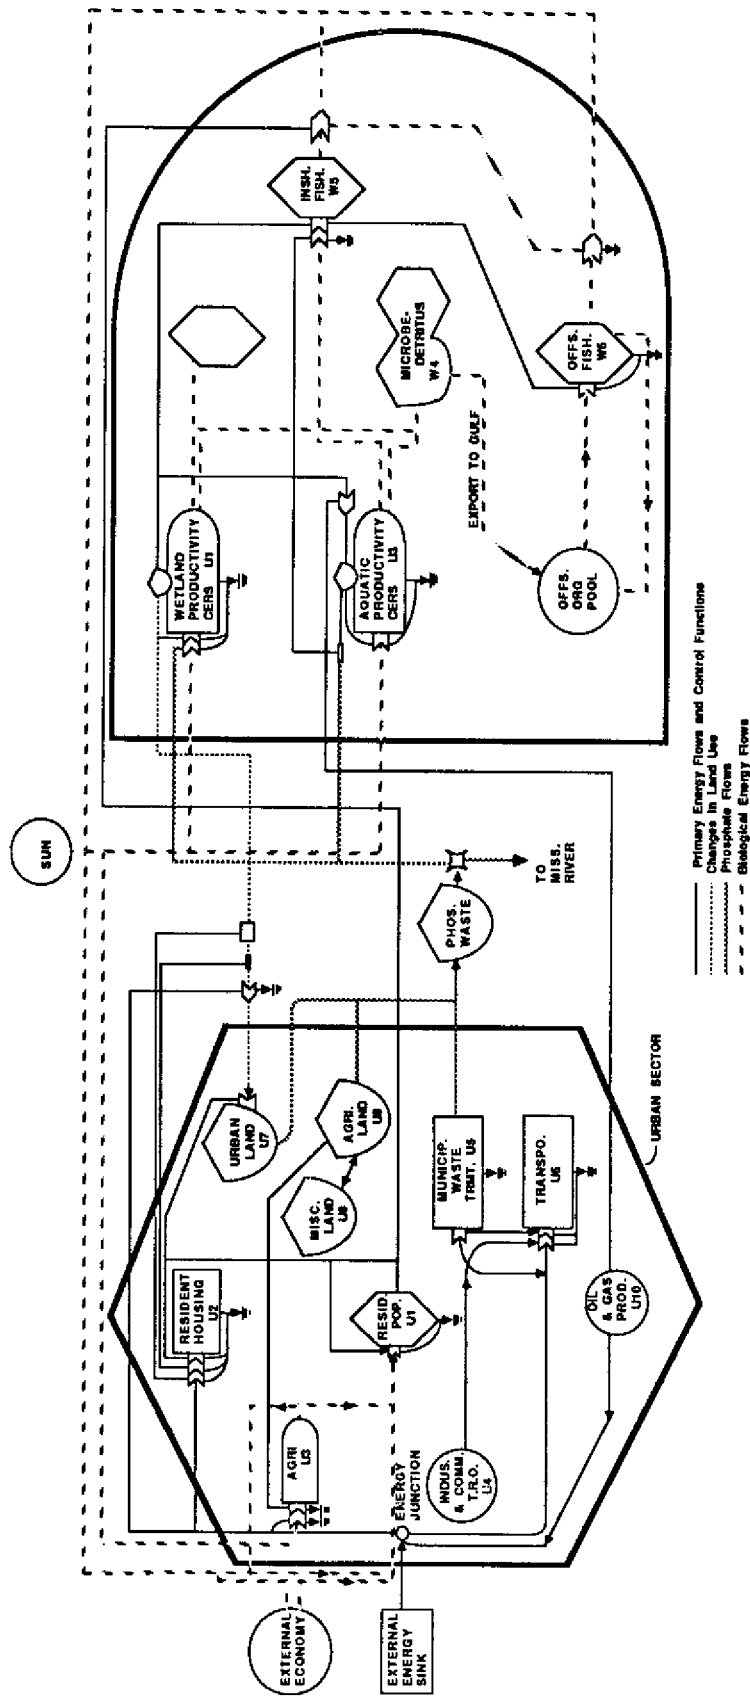 SUN
EXTERNAL
ECONOMY
EXTERNAL
ENERGY
SINK
ENERGY
JUNCTION
AGRI
U3
RESIDENT
HOUSING
U2
RESID.
POP.
U1
INDUS.
& COMM.
T.R.O.
U4
MISC.
LAND
AGRI.
LAND
URBAN
LAND
U7
MUNICIP.
WASTE
TRMT. U5
TRANSPO.
U6
OIL
& GAS
PROD.
U10
URBAN SECTOR
PHOS.
WASTE
TO
MISS.
RIVER
WETLAND
PRODUCTIVITY
CERS
AQUATIC
PRODUCTIVITY
CERS
INSH.
FISH.
W5
MICROBE-
DETRITUS
W4
EXPORT TO GULF
OFFS.
ORG
POOL
OFFS.
FISH.
W6
Primary Energy Flows and Control Functions
Changes in Land Use
Phosphate Flows
Biological Energy Flows